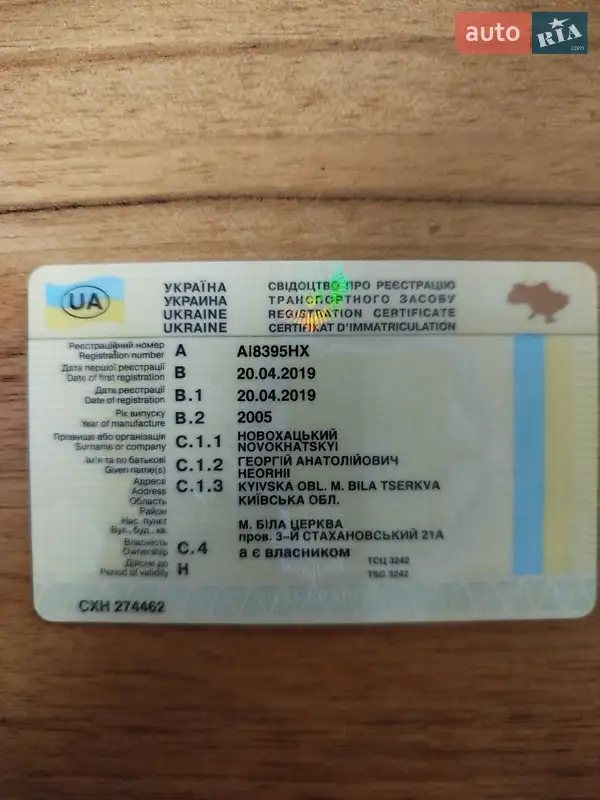 auto RIA .com
UA
УКРАЇНА СВІДОЦТВО ПРО РЕЄСТРАЦІЮ
УКРАИНА ТРАНСПОРТНОГО ЗАСОБУ
UKRAINE REGISTRATION CERTIFICATE
UKRAINE CERTIFIKAT D'IMMATRICULATION
Реєстраційний номер
Registration number A AI8395HX
Дата першої реєстрації
Date of first registration B 20.04.2019
Дата реєстрації
Date of registration B.1 20.04.2019
Рік випуску
Year of manufacture B.2 2005
Прізвище або організація C.1.1 НОВОХАЦЬКИЙ
Surname or company NOVOKHATSKYI
Ім'я та по батькові C.1.2 ГЕОРГІЙ АНАТОЛІЙОВИЧ
Given name(s) HEORHII
Адреса C.1.3 KYIVSKA OBL. M. BILA TSERKVA
Address КИЇВСЬКА ОБЛ.
Область
Район
Нас. пункт М. БІЛА ЦЕРКВА
Вул., буд., кв. пров. 3-Й СТАХАНОВСЬКИЙ 21А
Власність
Ownership C.4 а є власником
Дійсне до ТСЦ 3242
Period of validity H TSC 3242
СХН 274462